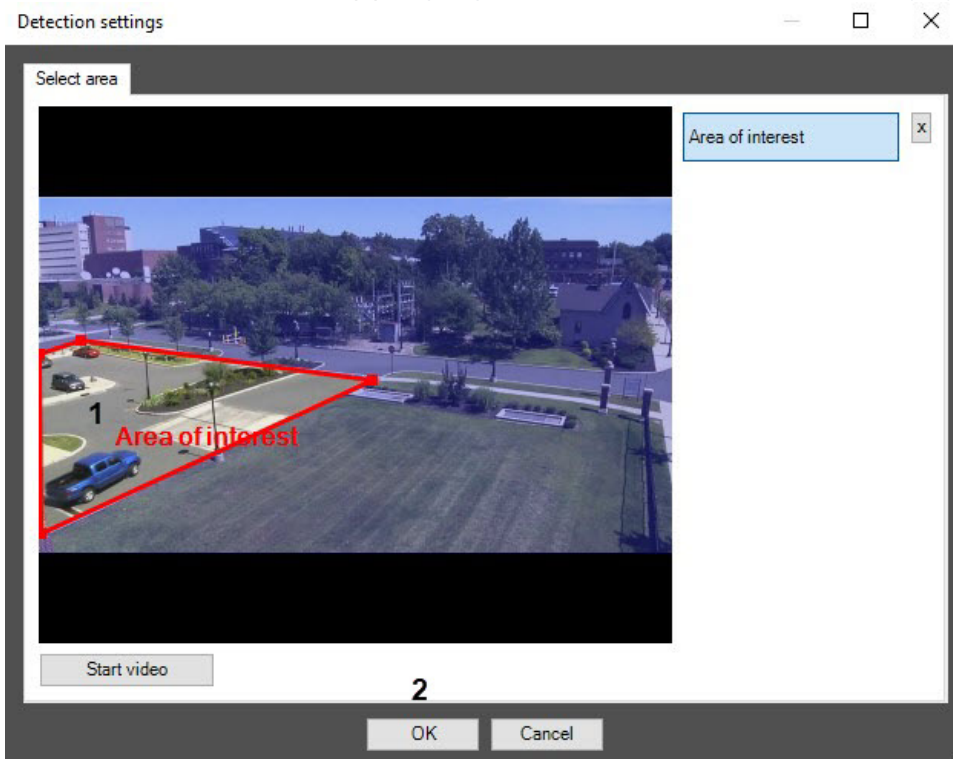 Detection settings
Select area
Area of interest
x
1
Area of interest
Start video
2
OK
Cancel